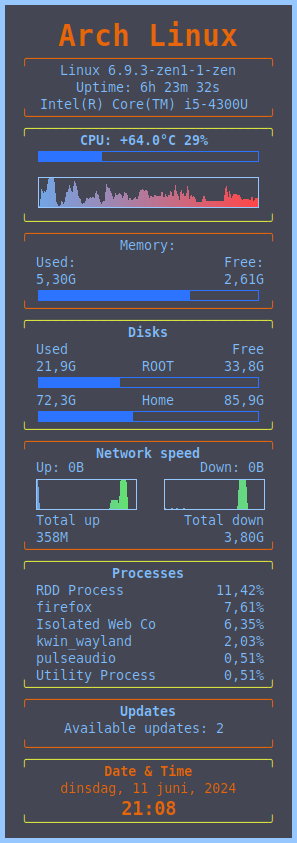 Arch Linux
Linux 6.9.3-zen1-1-zen
Uptime: 6h 23m 32s
Intel(R) Core(TM) i5-4300U
CPU: +64.0°C 29%
Memory:
Used: Free:
5,30G 2,61G
Disks
Used Free
21,9G ROOT 33,8G
72,3G Home 85,9G
Network speed
Up: 0B Down: 0B
Total up Total down
358M 3,80G
Processes
RDD Process 11,42%
firefox 7,61%
Isolated Web Co 6,35%
kwin_wayland 2,03%
pulseaudio 0,51%
Utility Process 0,51%
Updates
Available updates: 2
Date & Time
dinsdag, 11 juni, 2024
21:08